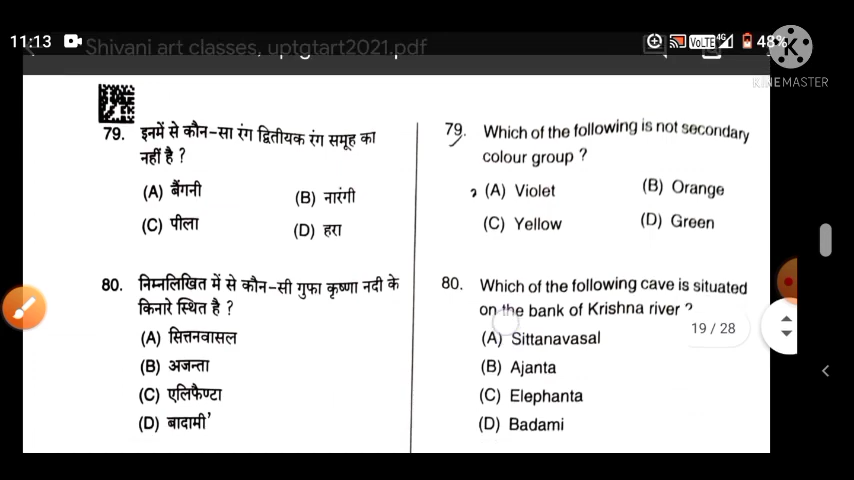 11:13
Shivani art classes, uptgtart2021.pdf
VoLTE 4G 48%
KINEMASTER
79. इनमें से कौन-सा रंग द्वितीयक रंग समूह का
नहीं है ?
(A) बैंगनी
(B) नारंगी
(C) पीला
(D) हरा
80. निम्नलिखित में से कौन-सी गुफा कृष्णा नदी के
किनारे स्थित है ?
(A) सित्तनवासल
(B) अजन्ता
(C) एलिफैण्टा
(D) बादामी
79. Which of the following is not secondary
colour group ?
(A) Violet
(B) Orange
(C) Yellow
(D) Green
80. Which of the following cave is situated
on the bank of Krishna river ?
(A) Sittanavasal
(B) Ajanta
(C) Elephanta
(D) Badami
19 / 28